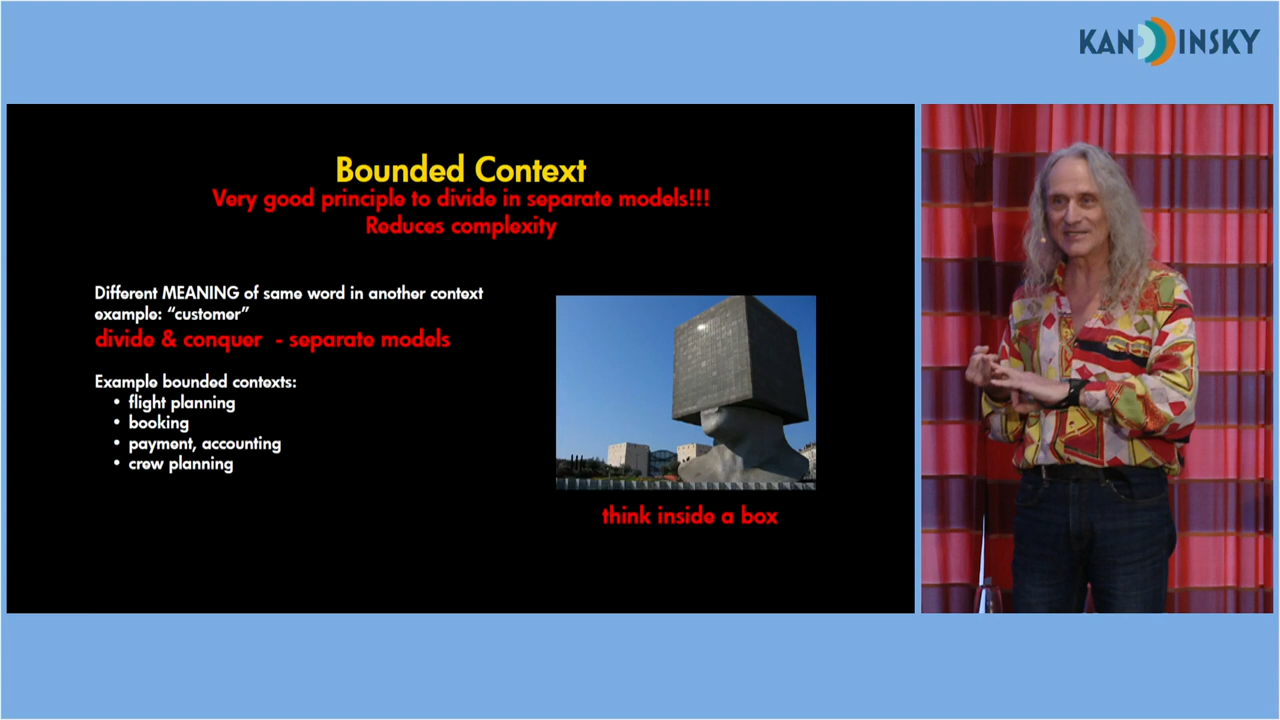 KANDDINSKY
Bounded Context
Very good principle to divide in separate models!!!
Reduces complexity
Different MEANING of same word in another context
example: “customer”
divide & conquer - separate models
Example bounded contexts:
• flight planning
• booking
• payment, accounting
• crew planning
think inside a box